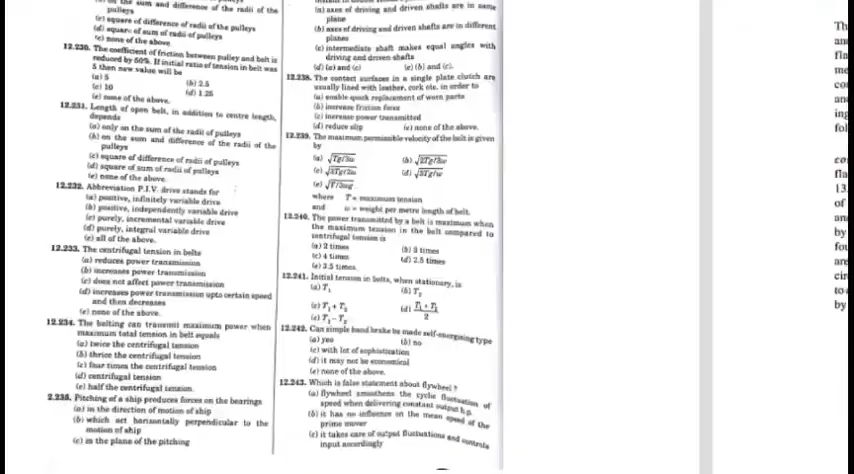 the sum and difference of the radii of the
pulleys
(c) square of difference of radii of the pulleys
(d) square of sum of radii of pulleys
(e) none of the above.
12.230. The coefficient of friction between pulley and belt is
reduced by 50%. If initial ratio of tension in belt was
5 then new value will be
(a) 5 (b) 2.5
(c) 10 (d) 1.25
(e) none of the above.
12.231. Length of open belt, in addition to centre length,
depends
(a) only on the sum of the radii of pulleys
(b) on the sum and difference of the radii of the
pulleys
(c) square of difference of radii of pulleys
(d) square of sum of radii of pulleys
(e) none of the above.
12.232. Abbreviation P.I.V. drive stands for
(a) positive, infinitely variable drive
(b) positive, independently variable drive
(c) purely, incremental variable drive
(d) purely, integral variable drive
(e) all of the above.
12.233. The centrifugal tension in belts
(a) reduces power transmission
(b) increases power transmission
(c) does not affect power transmission
(d) increases power transmission upto certain speed
and then decreases
(e) none of the above.
12.234. The belting can transmit maximum power when
maximum total tension in belt equals
(a) twice the centrifugal tension
(b) thrice the centrifugal tension
(c) four times the centrifugal tension
(d) centrifugal tension
(e) half the centrifugal tension.
2.235. Pitching of a ship produces forces on the bearings
(a) in the direction of motion of ship
(b) which act horizontally perpendicular to the
motion of ship
(c) in the plane of the pitching
(a) axes of driving and driven shafts are in same
plane
(b) axes of driving and driven shafts are in different
planes
(c) intermediate shaft makes equal angles with
driving and driven shafts
(d) (a) and (c) (e) (b) and (c).
12.238. The contact surfaces in a single plate clutch are
usually lined with leather, cork etc. in order to
(a) enable quick replacement of worn parts
(b) increase friction force
(c) increase power transmitted
(d) reduce slip (e) none of the above.
12.239. The maximum permissible velocity of the belt is given
by
(a) √Tg/3w (b) √2Tg/3w
(c) √3Tg/2w (d) √3Tg/w
(e) √T/3wg
where T = maximum tension
and w = weight per metre length of belt.
12.240. The power transmitted by a belt is maximum when
the maximum tension in the belt compared to
centrifugal tension is
(a) 2 times (b) 3 times
(c) 4 times (d) 2.5 times
(e) 3.5 times.
12.241. Initial tension in belts, when stationary, is
(a) T₁ (b) T₂
(c) T₁ + T₂ (d) T₁ + T₂ / 2
(e) T₁ – T₂
12.242. Can simple band brake be made self-energising type
(a) yes (b) no
(c) with lot of sophistication
(d) it may not be economical
(e) none of the above.
12.243. Which is false statement about flywheel ?
(a) flywheel smoothens the cyclic fluctuation of
speed when delivering constant output h.p.
(b) it has no influence on the mean speed of the
prime mover
(c) it takes care of output fluctuations and controls
input accordingly
Th
fla
fol
fla
13.
of
by
are
cir
by